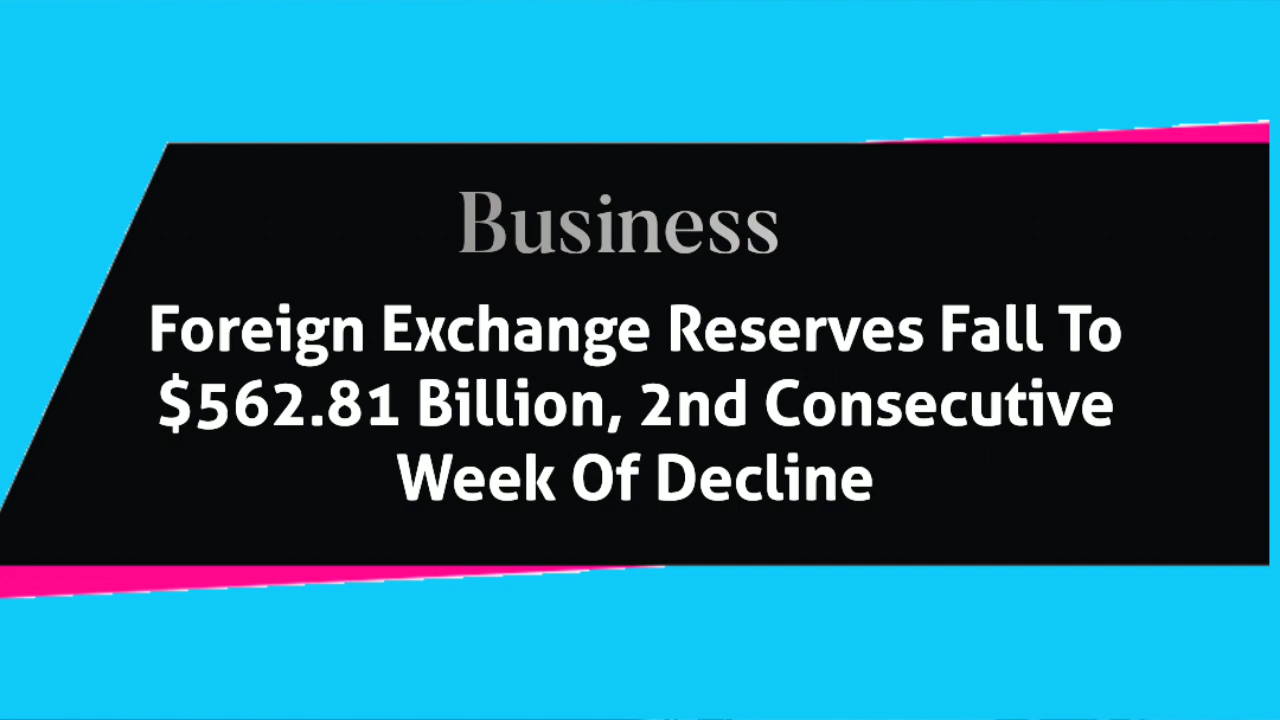 Business
Foreign Exchange Reserves Fall To
$562.81 Billion, 2nd Consecutive
Week Of Decline